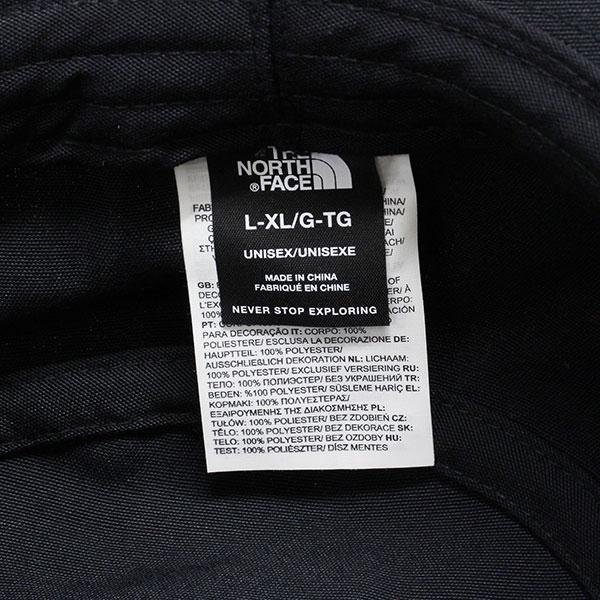 THE
NORTH
FACE
®
L-XL/G-TG
UNISEX/UNISEXE
MADE IN CHINA
FABRIQUÉ EN CHINE
NEVER STOP EXPLORING
GB:
100%
PT:
PARA DECORAÇÃO IT: CORPO: 100%
POLIESTERE/ ESCLUSA LA DECORAZIONE DE:
HAUPTTEIL: 100% POLYESTER/
AUSSCHLIEßLICH DEKORATION NL: LICHAAM:
100% POLYESTER/ EXCLUSIEF VERSIERING RU:
ТЕЛО: 100% ПОЛИЭСТЕР/ БЕЗ УКРАШЕНИЙ TR:
BEDEN: %100 POLYESTER/ SÜSLEME HARİÇ EL:
ΚΟΡΜΑΚΙ: 100% ΠΟΛΥΕΣΤΕΡΑΣ/
ΕΞΑΙΡΟΥΜΕΝΗΣ ΤΗΣ ΔΙΑΚΟΣΜΗΣΗΣ PL:
TUŁÓW: 100% POLIESTER/ BEZ ZDOBIEŃ CZ:
TĚLO: 100% POLYESTER/ BEZ DEKORACE SK:
TELO: 100% POLYESTER/ BEZ OZDOBY HU:
TEST: 100% POLIÉSZTER/ DÍSZ MENTES